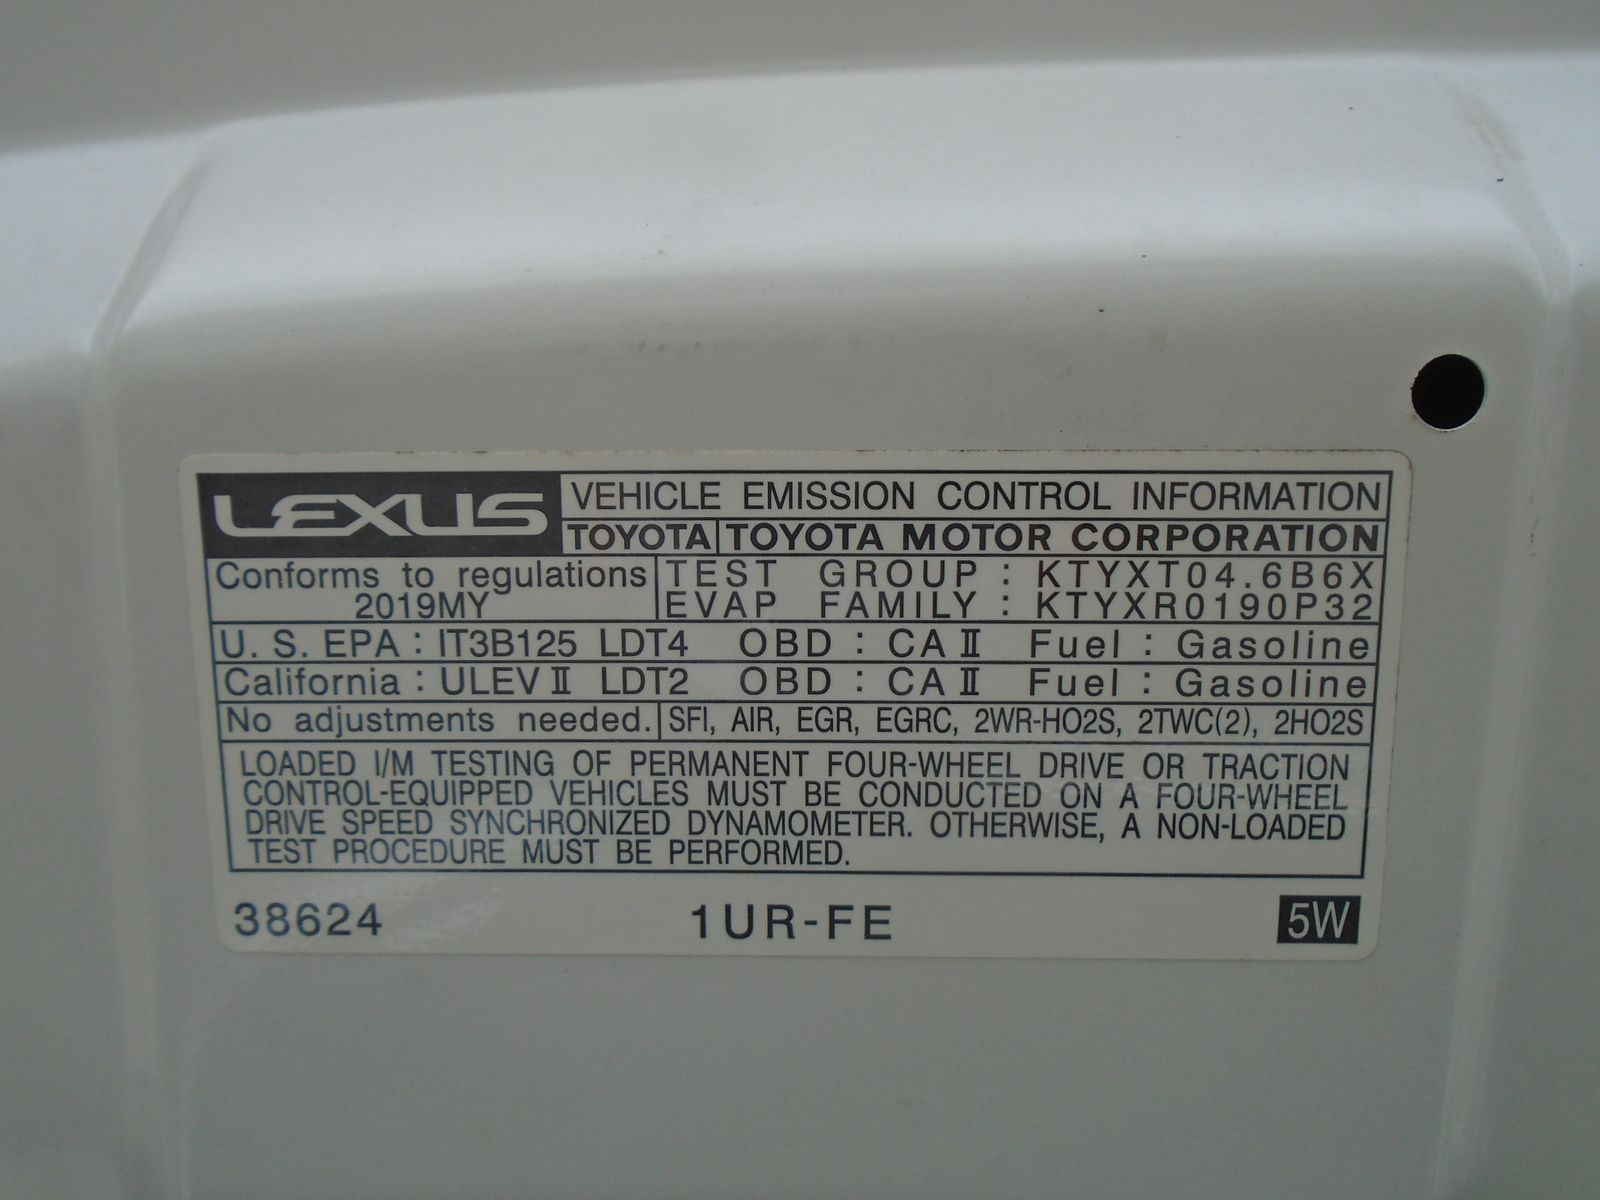 LEXUS VEHICLE EMISSION CONTROL INFORMATION
TOYOTA TOYOTA MOTOR CORPORATION
Conforms to regulations 2019MY
TEST GROUP : KTYXT04.6B6X
EVAP FAMILY : KTYXR0190P32
U.S. EPA : IT3B125 LDT4 OBD : CA II Fuel : Gasoline
California : ULEV II LDT2 OBD : CA II Fuel : Gasoline
No adjustments needed. SFI, AIR, EGR, EGRC, 2WR-HO2S, 2TWC(2), 2HO2S
LOADED I/M TESTING OF PERMANENT FOUR-WHEEL DRIVE OR TRACTION
CONTROL-EQUIPPED VEHICLES MUST BE CONDUCTED ON A FOUR-WHEEL
DRIVE SPEED SYNCHRONIZED DYNAMOMETER. OTHERWISE, A NON-LOADED
TEST PROCEDURE MUST BE PERFORMED.
38624 1UR-FE 5W